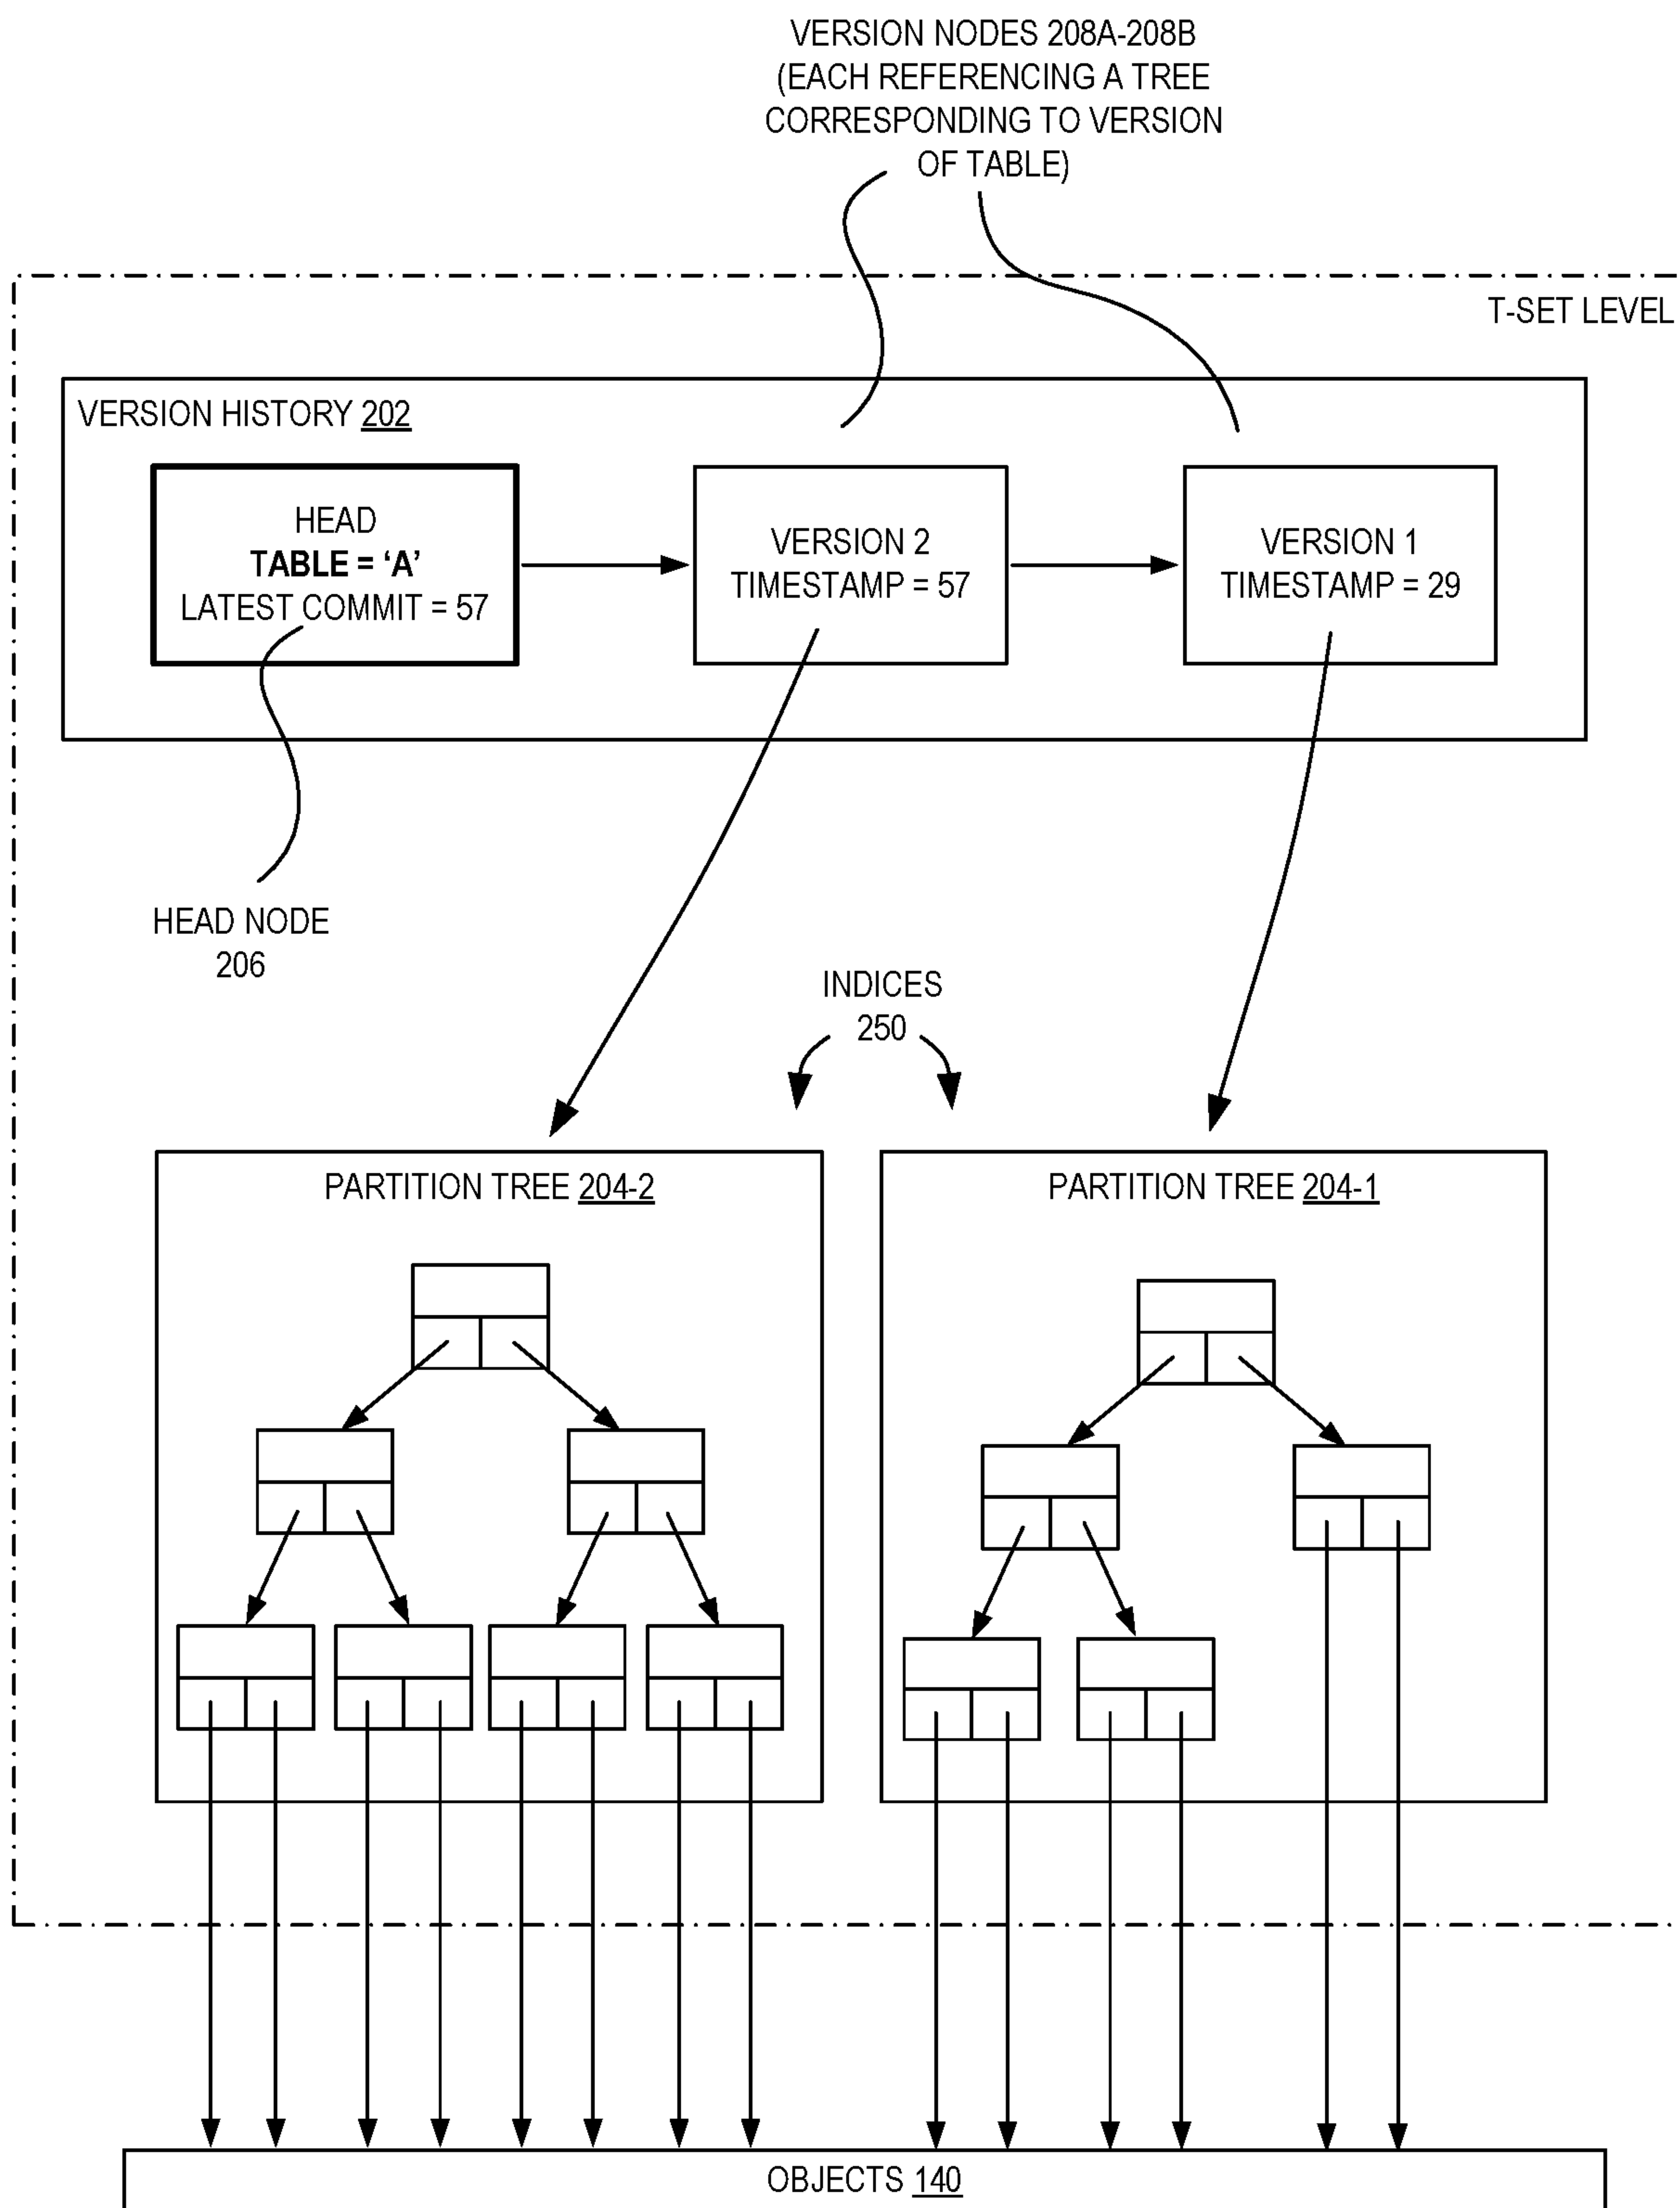 VERSION NODES 208A-208B
(EACH REFERENCING A TREE
CORRESPONDING TO VERSION
OF TABLE)
T-SET LEVEL
VERSION HISTORY 202
HEAD
TABLE = ‘A’
LATEST COMMIT = 57
VERSION 2
TIMESTAMP = 57
VERSION 1
TIMESTAMP = 29
HEAD NODE
206
INDICES
250
PARTITION TREE 204-2
PARTITION TREE 204-1
OBJECTS 140